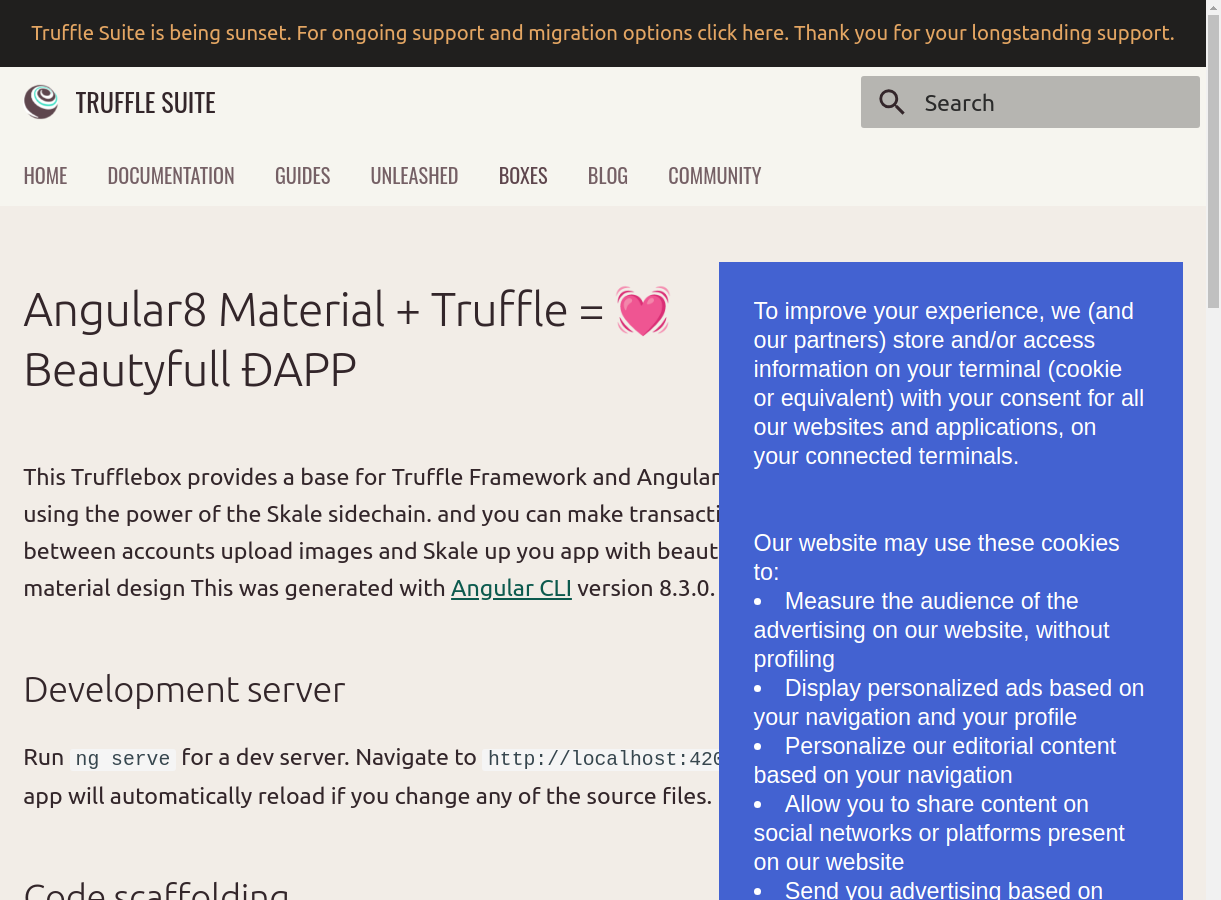 Truffle Suite is being sunset. For ongoing support and migration options click here. Thank you for your longstanding support.
TRUFFLE SUITE
Search
HOME DOCUMENTATION GUIDES UNLEASHED BOXES BLOG COMMUNITY
Angular8 Material + Truffle = 💓
Beautyfull ĐAPP
This Trufflebox provides a base for Truffle Framework and Angular
using the power of the Skale sidechain. and you can make
between accounts upload images and Skale up you app with
material design This was generated with Angular CLI version 8.3.0.
Development server
Run ng serve for a dev server. Navigate to
app will automatically reload if you change any of the source files.
Code scaffolding
To improve your experience, we (and
our partners) store and/or access
information on your terminal (cookie
or equivalent) with your consent for all
our websites and applications, on
your connected terminals.
Our website may use these cookies
to:
• Measure the audience of the
advertising on our website, without
profiling
• Display personalized ads based on
your navigation and your profile
• Personalize our editorial content
based on your navigation
• Allow you to share content on
social networks or platforms present
on our website
• Send you advertising based on